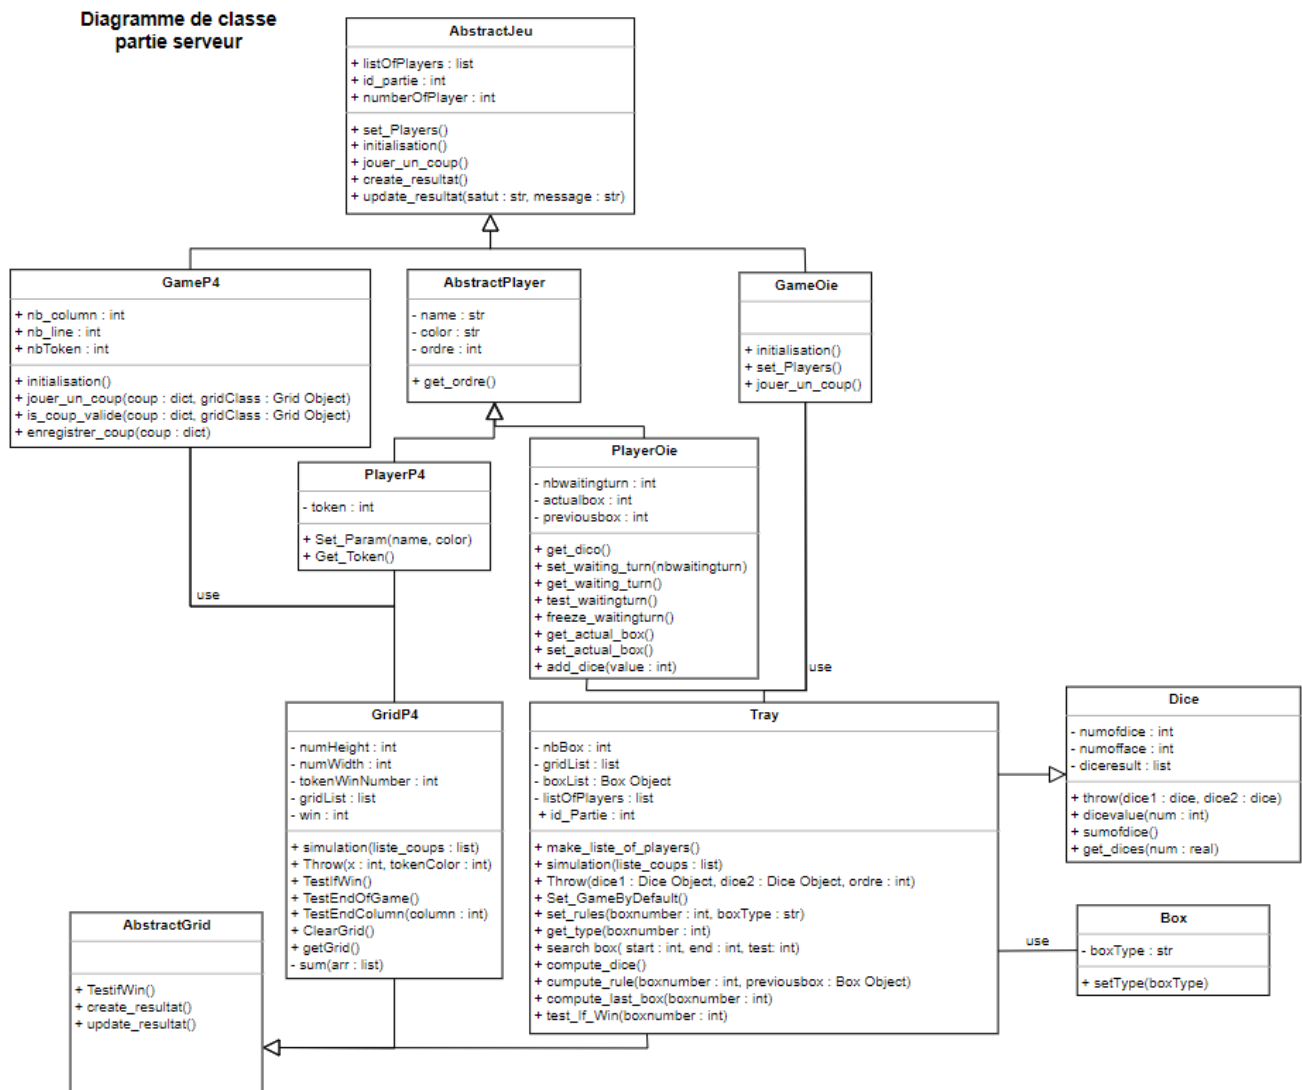 Diagramme de classe
partie serveur
AbstractJeu
+ listOfPlayers : list
+ id_partie : int
+ numberOfPlayer : int
+ set_Players()
+ initialisation()
+ jouer_un_coup()
+ create_resultat()
+ update_resultat(satut : str, message : str)
GameP4
+ nb_column : int
+ nb_line : int
+ nbToken : int
+ initialisation()
+ jouer_un_coup(coup : dict, gridClass : Grid Object)
+ is_coup_valide(coup : dict, gridClass : Grid Object)
+ enregistrer_coup(coup : dict)
AbstractPlayer
- name : str
- color : str
- ordre : int
+ get_ordre()
GameOie
+ initialisation()
+ set_Players()
+ jouer_un_coup()
PlayerP4
- token : int
+ Set_Param(name, color)
+ Get_Token()
PlayerOie
- nbwaitingturn : int
- actualbox : int
- previousbox : int
+ get_dico()
+ set_waiting_turn(nbwaitingturn)
+ get_waiting_turn()
+ test_waitingturn()
+ freeze_waitingturn()
+ get_actual_box()
+ set_actual_box()
+ add_dice(value : int)
use
use
GridP4
- numHeight : int
- numWidth : int
- tokenWinNumber : int
- gridList : list
- win : int
+ simulation(liste_coups : list)
+ Throw(x : int, tokenColor : int)
+ TestIfWin()
+ TestEndOfGame()
+ TestEndColumn(column : int)
+ ClearGrid()
+ getGrid()
- sum(arr : list)
Tray
- nbBox : int
- gridList : list
- boxList : Box Object
- listOfPlayers : list
+ id_Partie : int
+ make_liste_of_players()
+ simulation(liste_coups : list)
+ Throw(dice1 : Dice Object, dice2 : Dice Object, ordre : int)
+ Set_GameByDefault()
+ set_rules(boxnumber : int, boxType : str)
+ get_type(boxnumber : int)
+ search box( start : int, end : int, test: int)
+ compute_dice()
+ cumpute_rule(boxnumber : int, previousbox : Box Object)
+ compute_last_box(boxnumber : int)
+ test_If_Win(boxnumber : int)
Dice
- numofdice : int
- numofface : int
- diceresult : list
+ throw(dice1 : dice, dice2 : dice)
+ dicevalue(num : int)
+ sumofdice()
+ get_dices(num : real)
use
Box
- boxType : str
+ setType(boxType)
AbstractGrid
+ TestifWin()
+ create_resultat()
+ update_resultat()